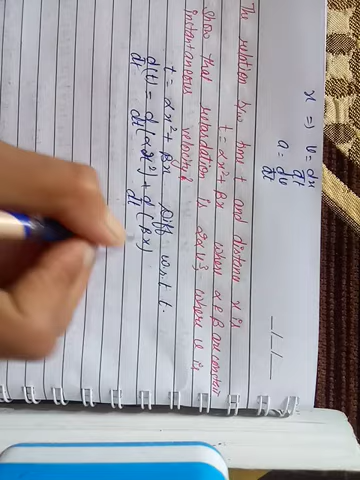 x ⇒ v = dx/dt
a = dv/dt
The relation b/w time t and distance x is
t = αx² + βx where α & β are constant
show that retardation is 2αv³, where v is
instantaneous velocity?
t = αx² + βx Diff. w.r.t t.
d(t)/dt = d(αx²)/dt + d(βx)/dt